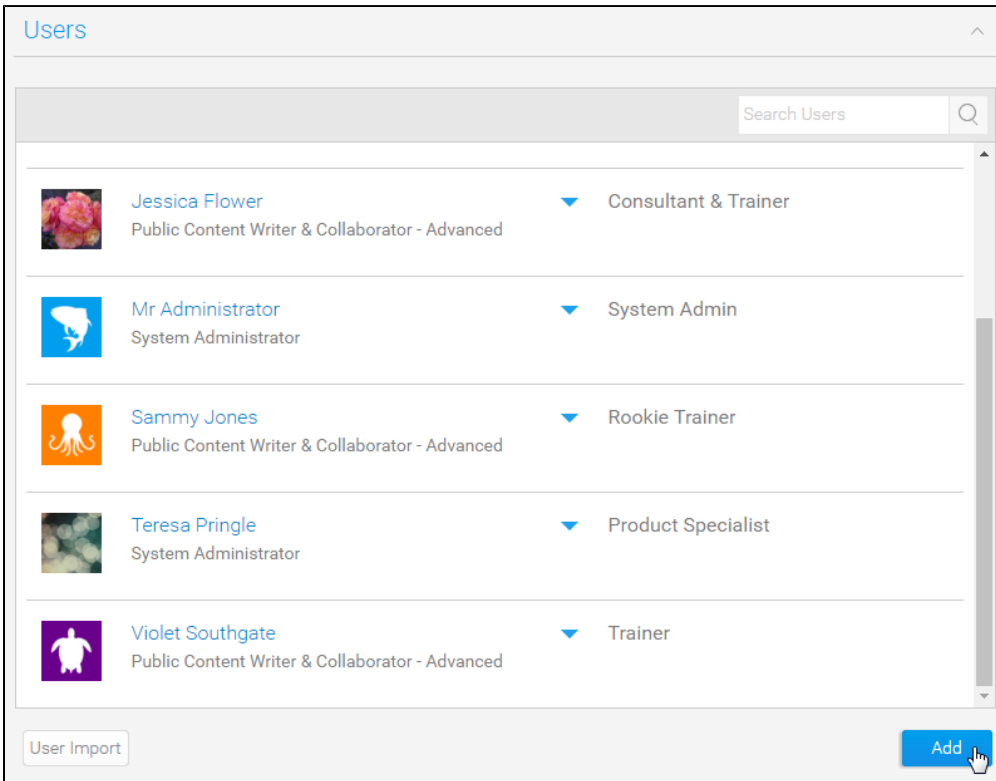 Users
Search Users
Jessica Flower
Consultant & Trainer
Public Content Writer & Collaborator - Advanced
Mr Administrator
System Admin
System Administrator
Sammy Jones
Rookie Trainer
Public Content Writer & Collaborator - Advanced
Teresa Pringle
Product Specialist
System Administrator
Violet Southgate
Trainer
Public Content Writer & Collaborator - Advanced
User Import
Add